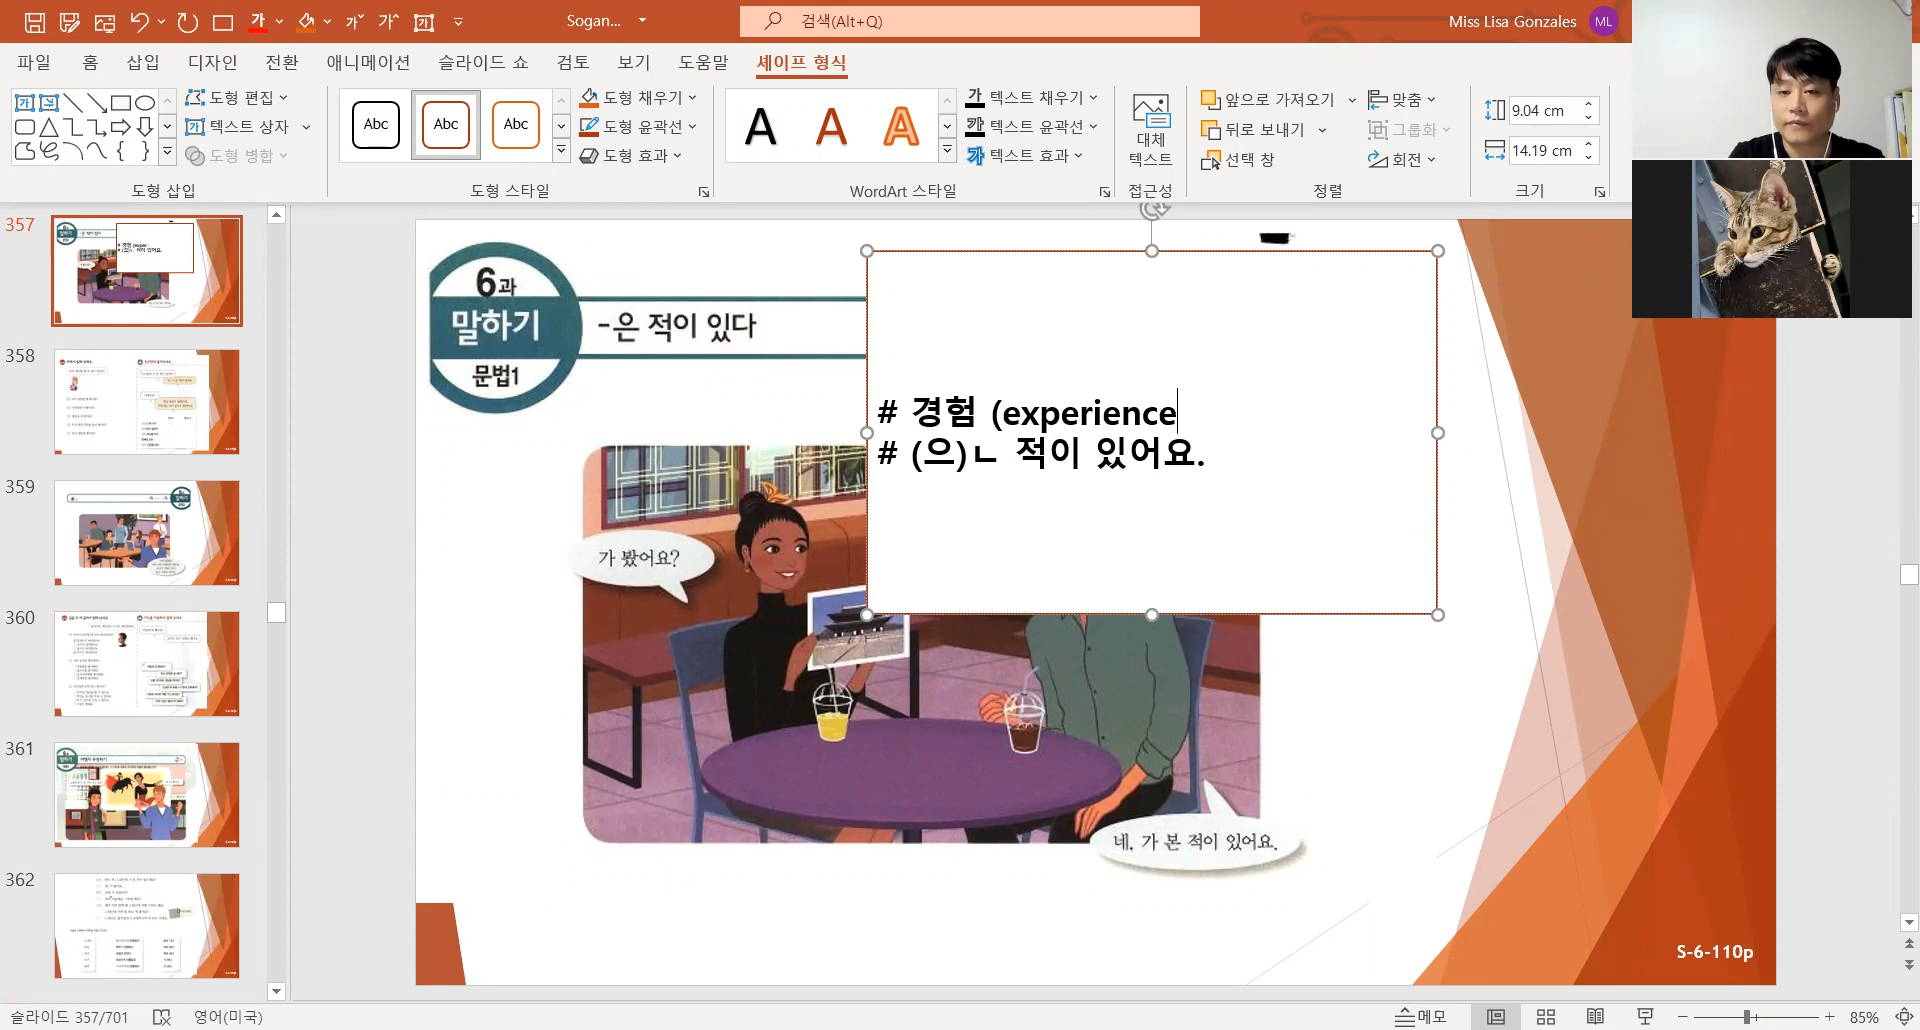 Sogan...
검색(Alt+Q)
Miss Lisa Gonzales
ML
파일 홈 삽입 디자인 전환 애니메이션 슬라이드 쇼 검토 보기 도움말 셰이프 형식
도형 편집
텍스트 상자
도형 병합
도형 삽입
Abc Abc Abc
도형 채우기
도형 윤곽선
도형 효과
도형 스타일
A A A
텍스트 채우기
텍스트 윤곽선
텍스트 효과
WordArt 스타일
대체
텍스트
접근성
앞으로 가져오기
뒤로 보내기
선택 창
맞춤
그룹화
회전
정렬
9.04 cm
14.19 cm
크기
357
358
359
360
361
362
6과
말하기
문법1
-은 적이 있다
# 경험 (experience
# (으)ㄴ 적이 있어요.
가 봤어요?
네, 가 본 적이 있어요.
S-6-110p
슬라이드 357/701
영어(미국)
메모
85%